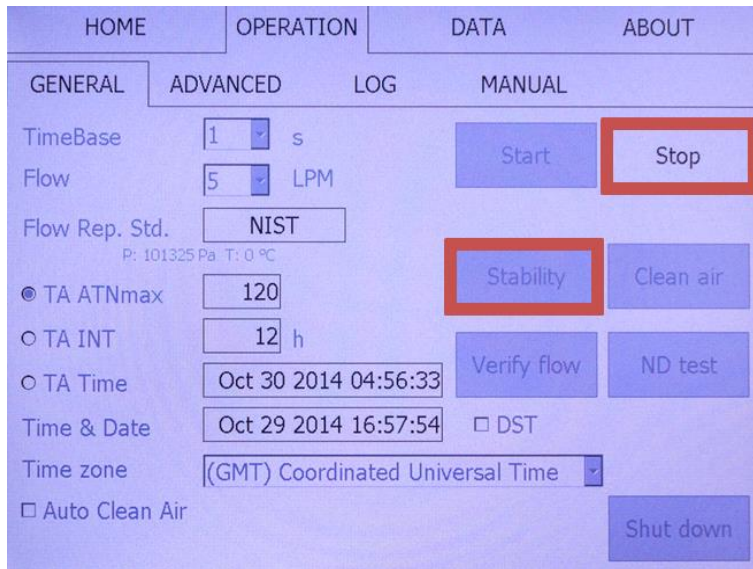 HOME OPERATION DATA ABOUT
GENERAL ADVANCED LOG MANUAL
TimeBase 1 s Start Stop
Flow 5 LPM
Flow Rep. Std. NIST
P: 101325 Pa T: 0 ºC
TA ATNmax 120 Stability Clean air
TA INT 12 h
TA Time Oct 30 2014 04:56:33 Verify flow ND test
Time & Date Oct 29 2014 16:57:54 DST
Time zone (GMT) Coordinated Universal Time
Auto Clean Air Shut down